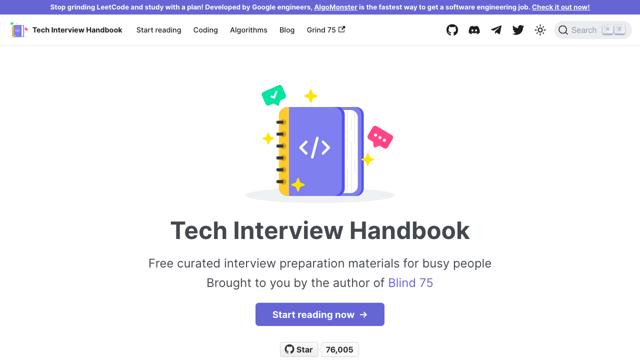 Stop grinding LeetCode and study with a plan! Developed by Google engineers, AlgoMonster is the fastest way to get a software engineering job. Check it out now!
Tech Interview Handbook Start reading Coding Algorithms Blog Grind 75 Search ⌘ K
</>
Tech Interview Handbook
Free curated interview preparation materials for busy people
Brought to you by the author of Blind 75
Start reading now →
Star 76,005